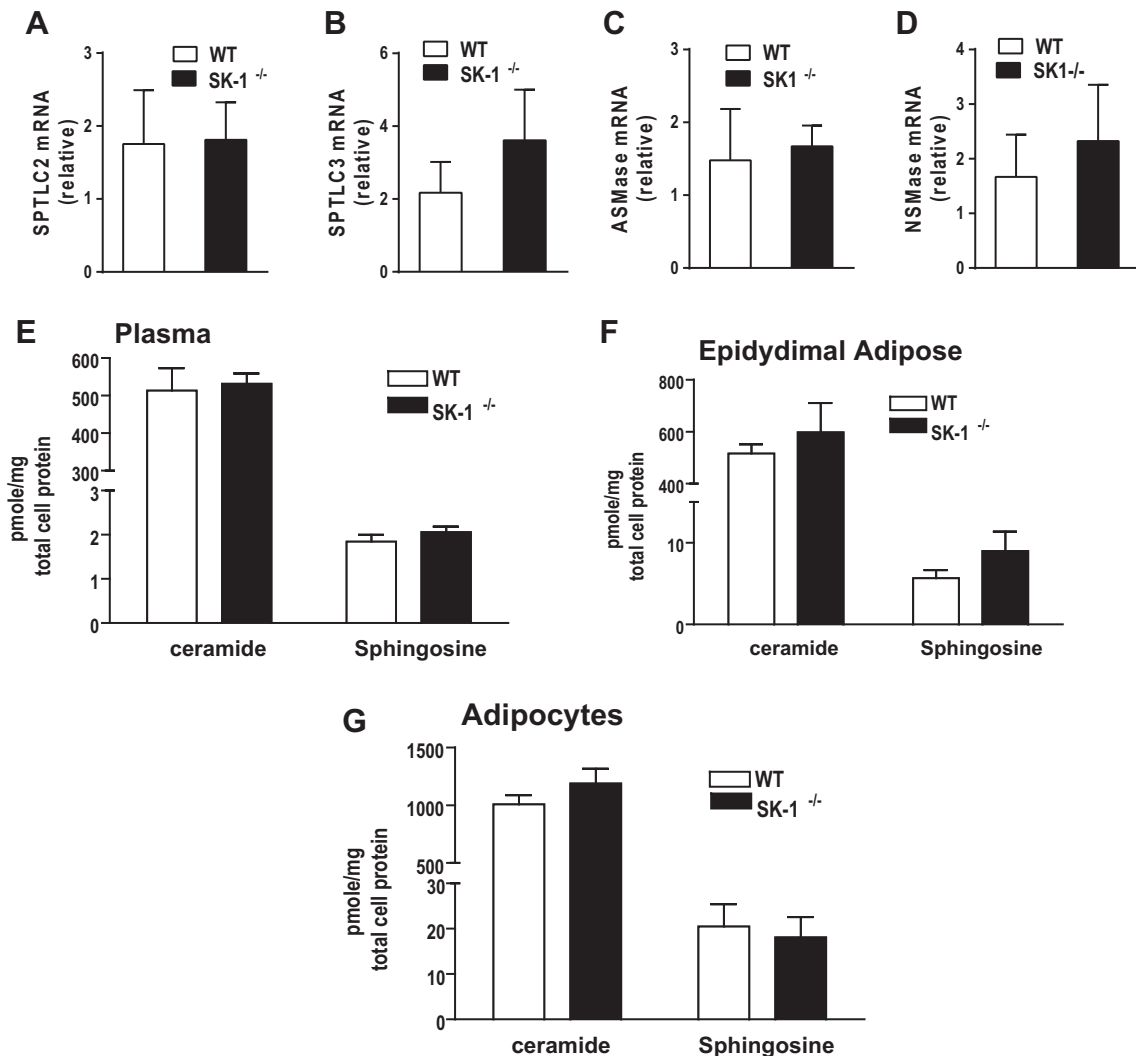 A
SPTLC2 mRNA
(relative)
3
2
1
0
WT
SK-1 -/-
B
SPTLC3 mRNA
(relative)
6
4
2
0
WT
SK-1 -/-
C
ASMase mRNA
(relative)
3
2
1
0
WT
SK1 -/-
D
NSMase mRNA
(relative)
4
3
2
1
0
WT
SK1-/-
E
Plasma
pmole/mg
total cell protein
600
500
400
300
3
2
1
0
WT
SK-1 -/-
ceramide
Sphingosine
F
Epidydimal Adipose
pmole/mg
total cell protein
800
600
400
10
0
WT
SK-1 -/-
ceramide
Sphingosine
G
Adipocytes
pmole/mg
total cell protein
1500
1000
500
30
20
10
0
WT
SK-1 -/-
ceramide
Sphingosine